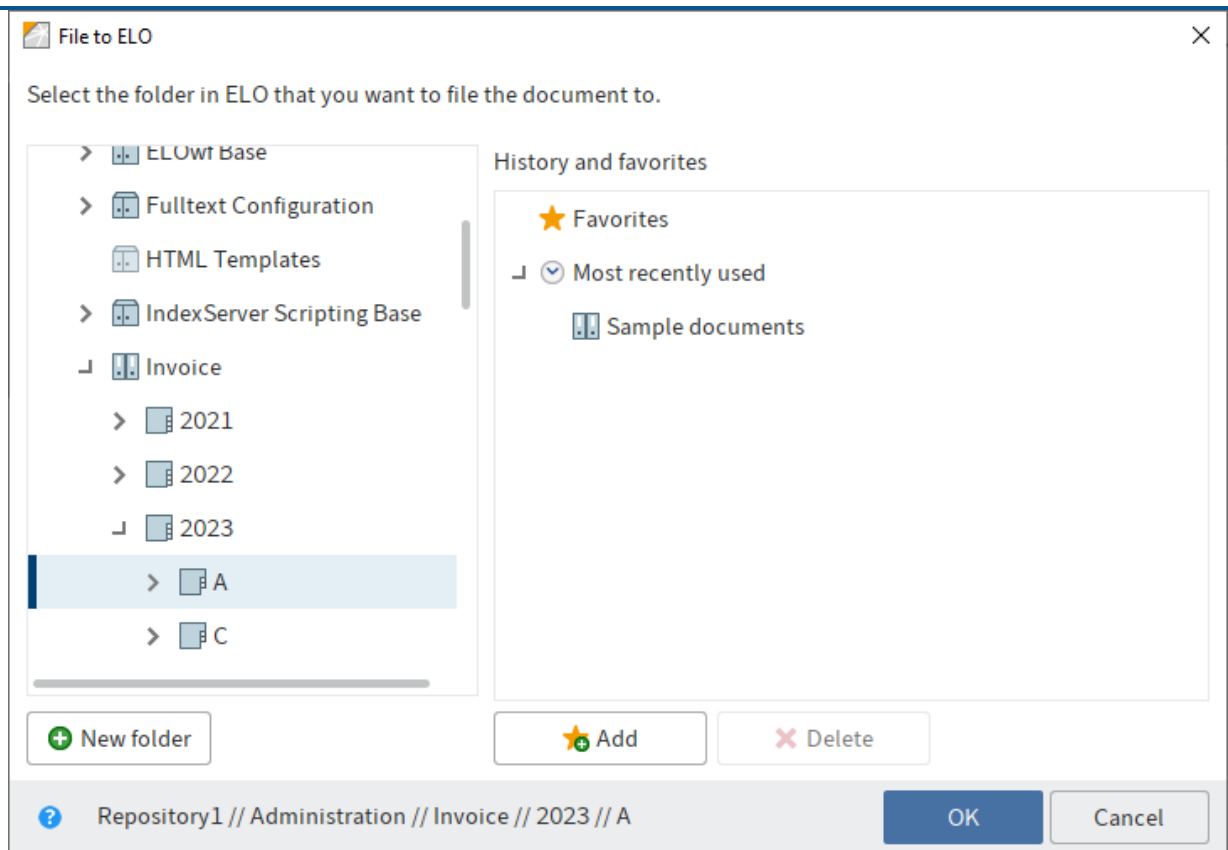 File to ELO
Select the folder in ELO that you want to file the document to.
ELOwf Base
Fulltext Configuration
HTML Templates
IndexServer Scripting Base
Invoice
2021
2022
2023
A
C
New folder
History and favorites
Favorites
Most recently used
Sample documents
Add
Delete
Repository1 // Administration // Invoice // 2023 // A
OK
Cancel